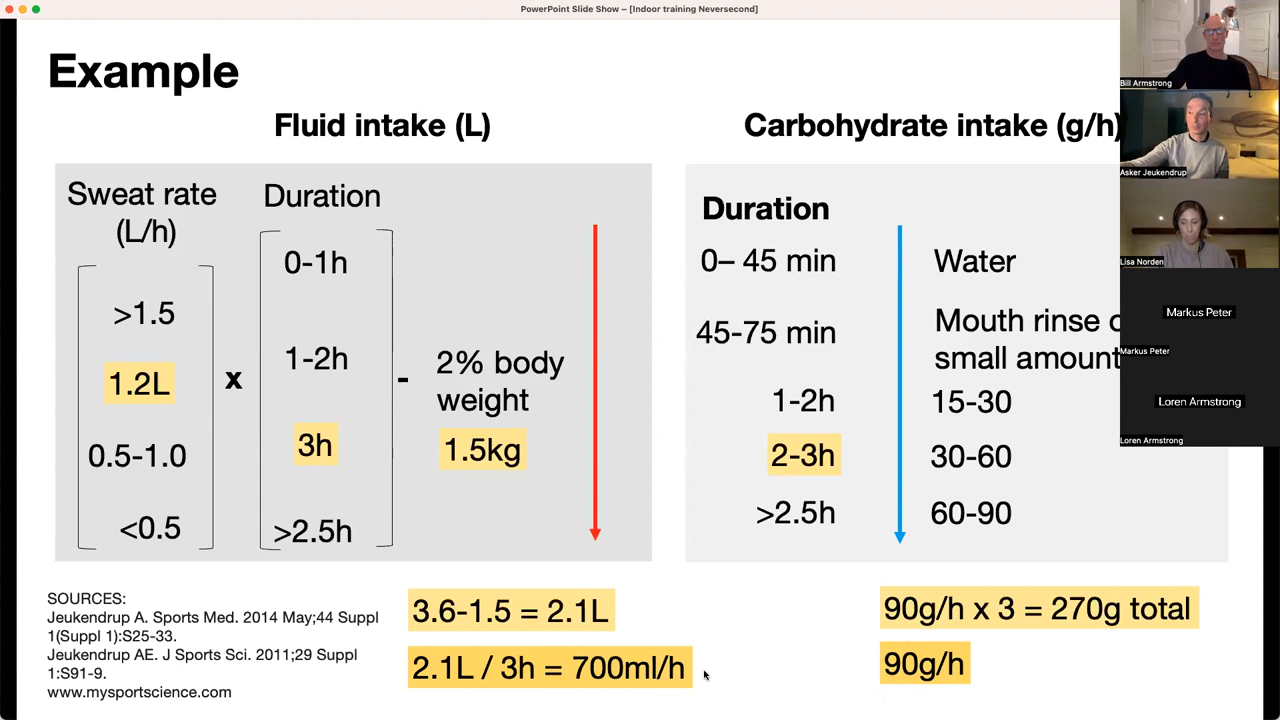 PowerPoint Slide Show – [Indoor training Neversecond]
Example
Fluid intake (L)
Sweat rate
(L/h)
>1.5
1.2L
0.5-1.0
<0.5
x
Duration
0-1h
1-2h
3h
>2.5h
-
2% body
weight
1.5kg
3.6-1.5 = 2.1L
2.1L / 3h = 700ml/h
Carbohydrate intake (g/h)
Duration
0– 45 min
Water
45-75 min
Mouth rinse
small amount
1-2h
15-30
2-3h
30-60
>2.5h
60-90
90g/h x 3 = 270g total
90g/h
SOURCES:
Jeukendrup A. Sports Med. 2014 May;44 Suppl
1(Suppl 1):S25-33.
Jeukendrup AE. J Sports Sci. 2011;29 Suppl
1:S91-9.
www.mysportscience.com
Bill Armstrong
Asker Jeukendrup
Lisa Norden
Markus Peter
Markus Peter
Loren Armstrong
Loren Armstrong